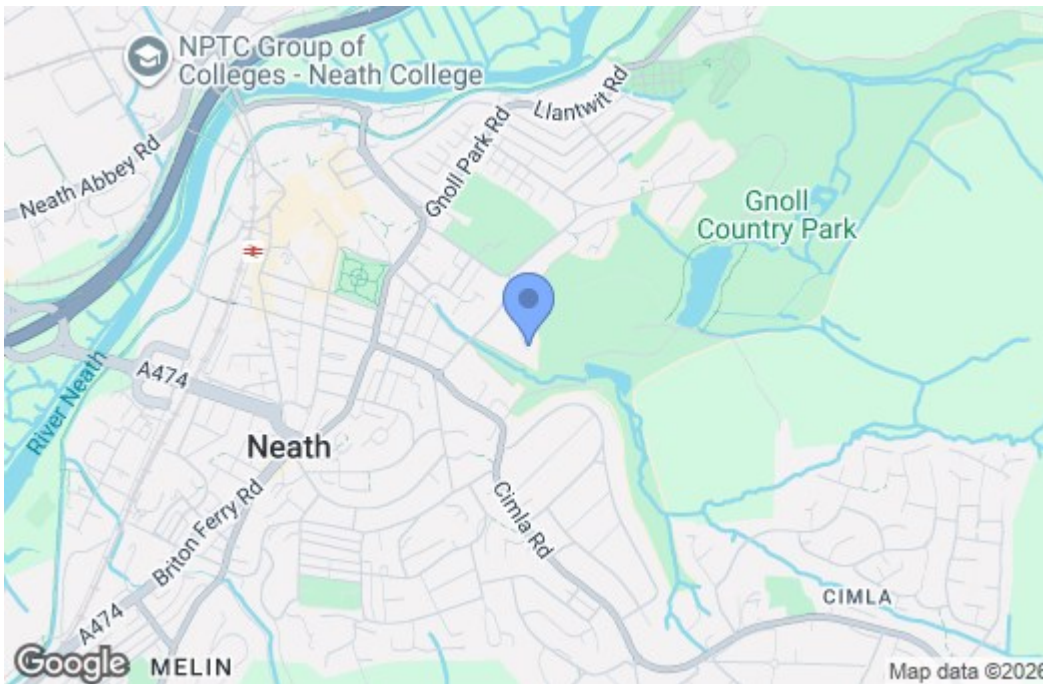 NPTC Group of
Colleges - Neath College
Llantwit Rd
Gnoll Park Rd
Neath Abbey Rd
Gnoll
Country Park
A474
River Neath
Neath
Cimla Rd
Briton Ferry Rd
CIMLA
A474
MELIN
Google
Map data ©2026